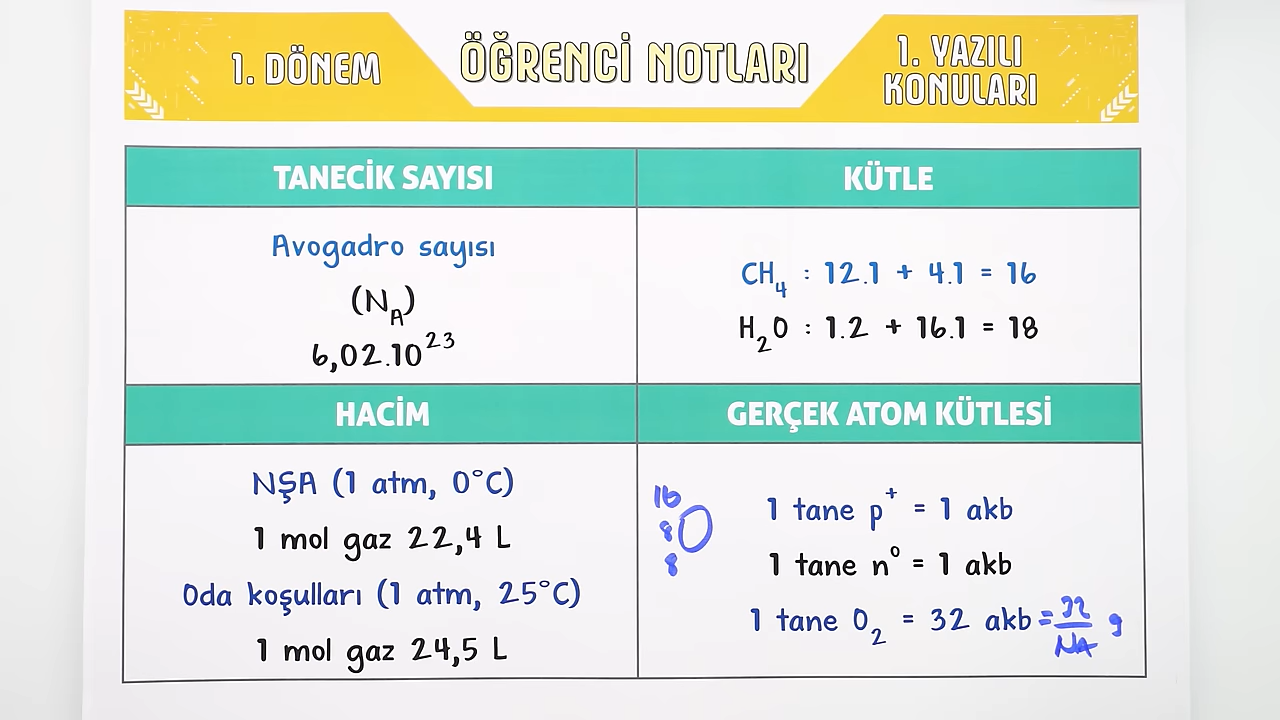 1. DÖNEM
ÖĞRENCİ NOTLARI
1. YAZILI
KONULARI
TANECİK SAYISI
Avogadro sayısı
(N_A)
6,02.10²³
KÜTLE
CH₄ : 12.1 + 4.1 = 16
H₂O : 1.2 + 16.1 = 18
HACİM
NŞA (1 atm, 0°C)
1 mol gaz 22,4 L
Oda koşulları (1 atm, 25°C)
1 mol gaz 24,5 L
GERÇEK ATOM KÜTLESİ
16
8 O
8
1 tane p⁺ = 1 akb
1 tane n⁰ = 1 akb
1 tane O₂ = 32 akb = 32/NA g